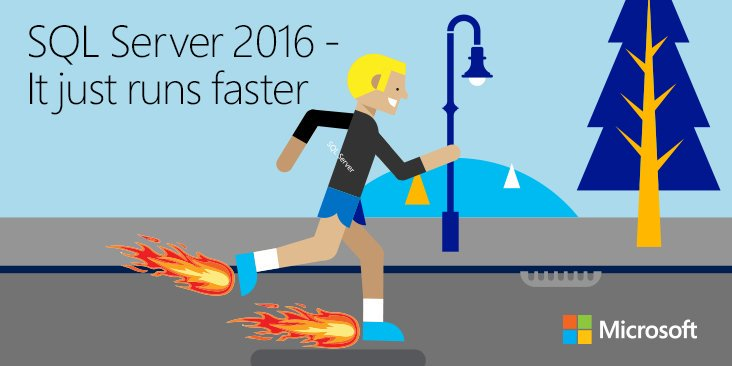 SQL Server 2016 -
It just runs faster
SQL Server
Microsoft